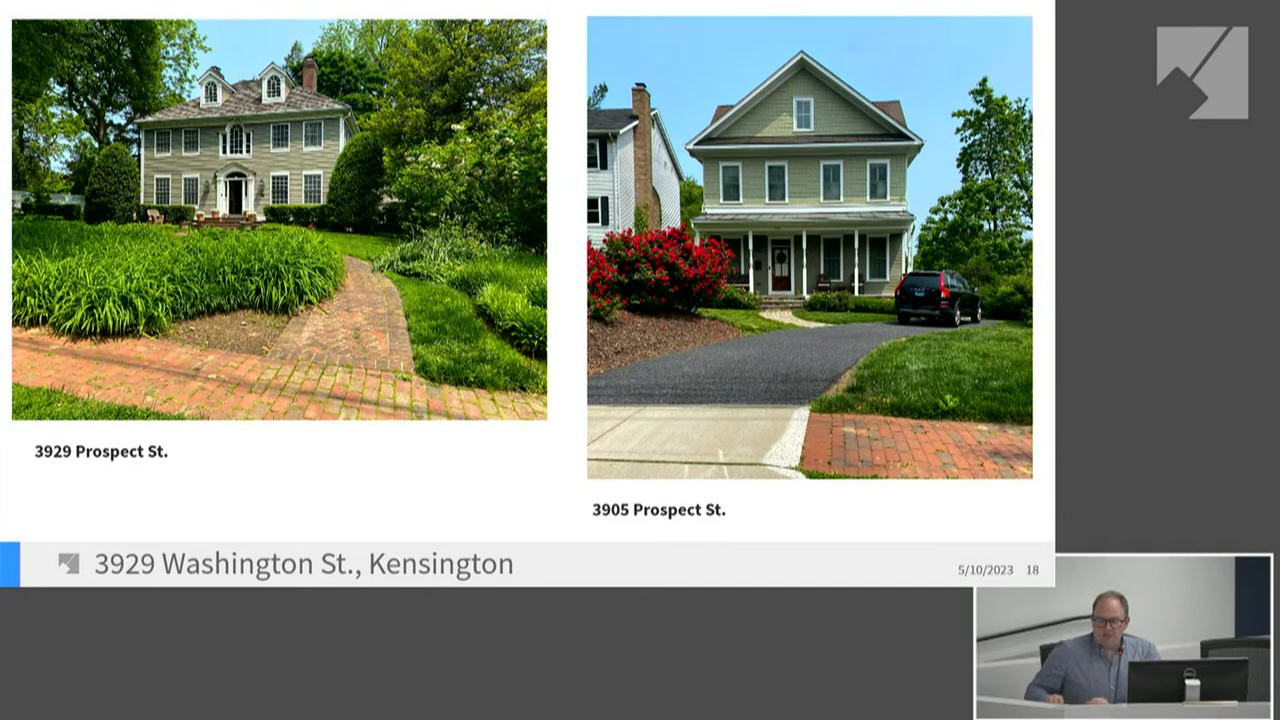 3929 Prospect St.
3905 Prospect St.
3929 Washington St., Kensington
5/10/2023 18